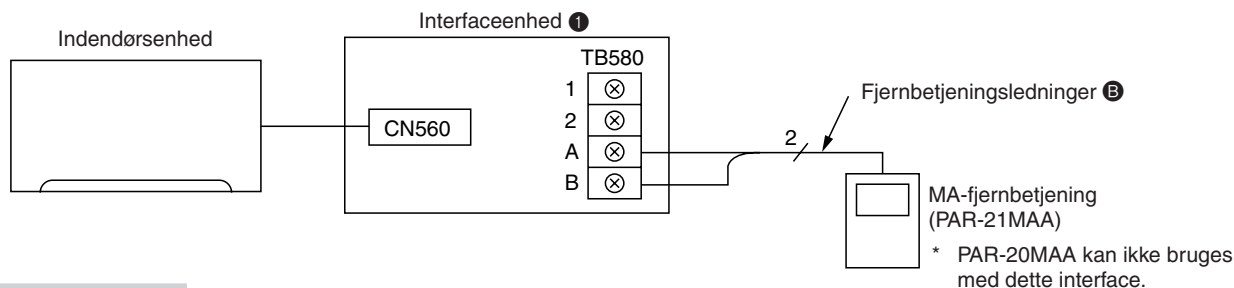 Indendørsenhed
Interfaceenhed ❶
TB580
1
2
A
B
CN560
2
Fjernbetjeningsledninger 🅑
MA-fjernbetjening
(PAR-21MAA)
* PAR-20MAA kan ikke bruges
med dette interface.